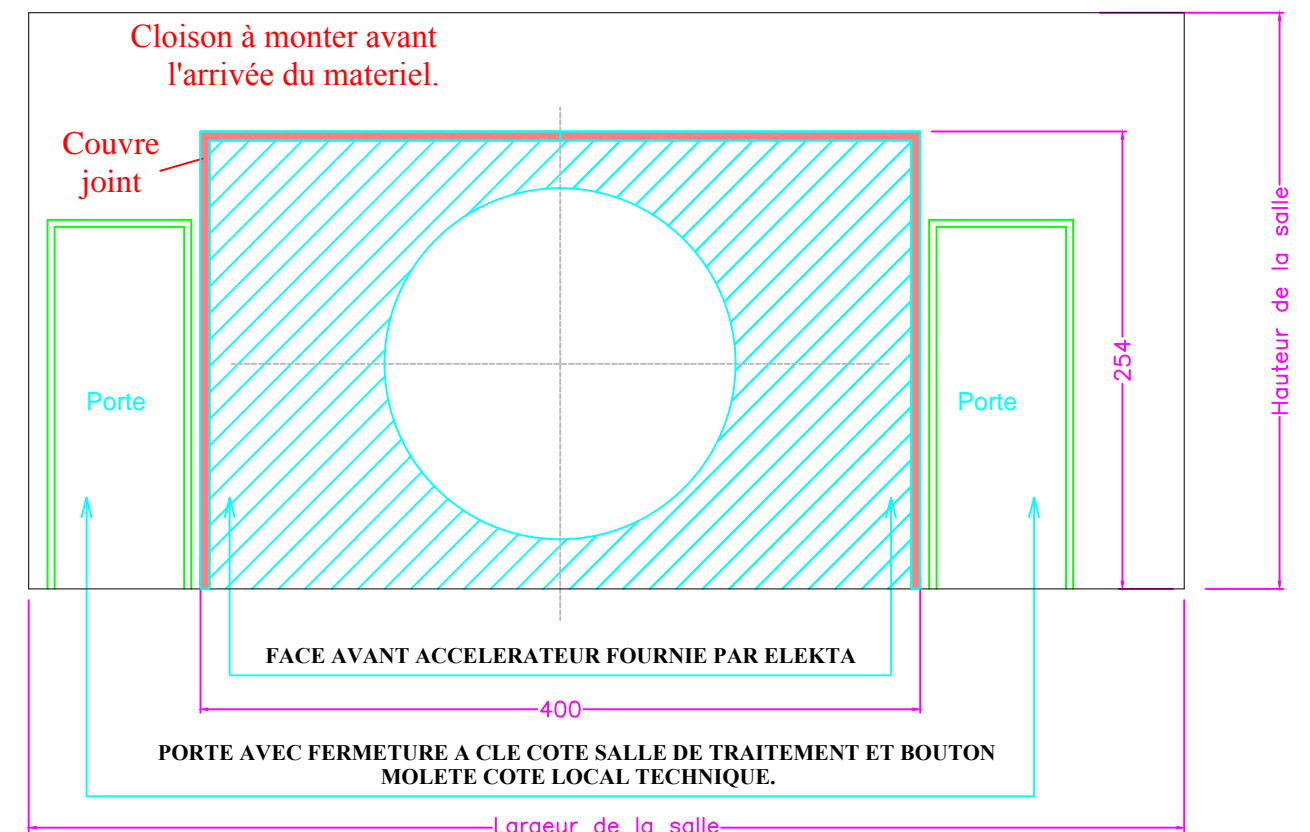 Cloison à monter avant
l'arrivée du materiel.
Couvre
joint
Porte
Porte
254
Hauteur de la salle
FACE AVANT ACCELERATEUR FOURNIE PAR ELEKTA
400
PORTE AVEC FERMETURE A CLE COTE SALLE DE TRAITEMENT ET BOUTON
MOLETE COTE LOCAL TECHNIQUE.
Largeur de la salle